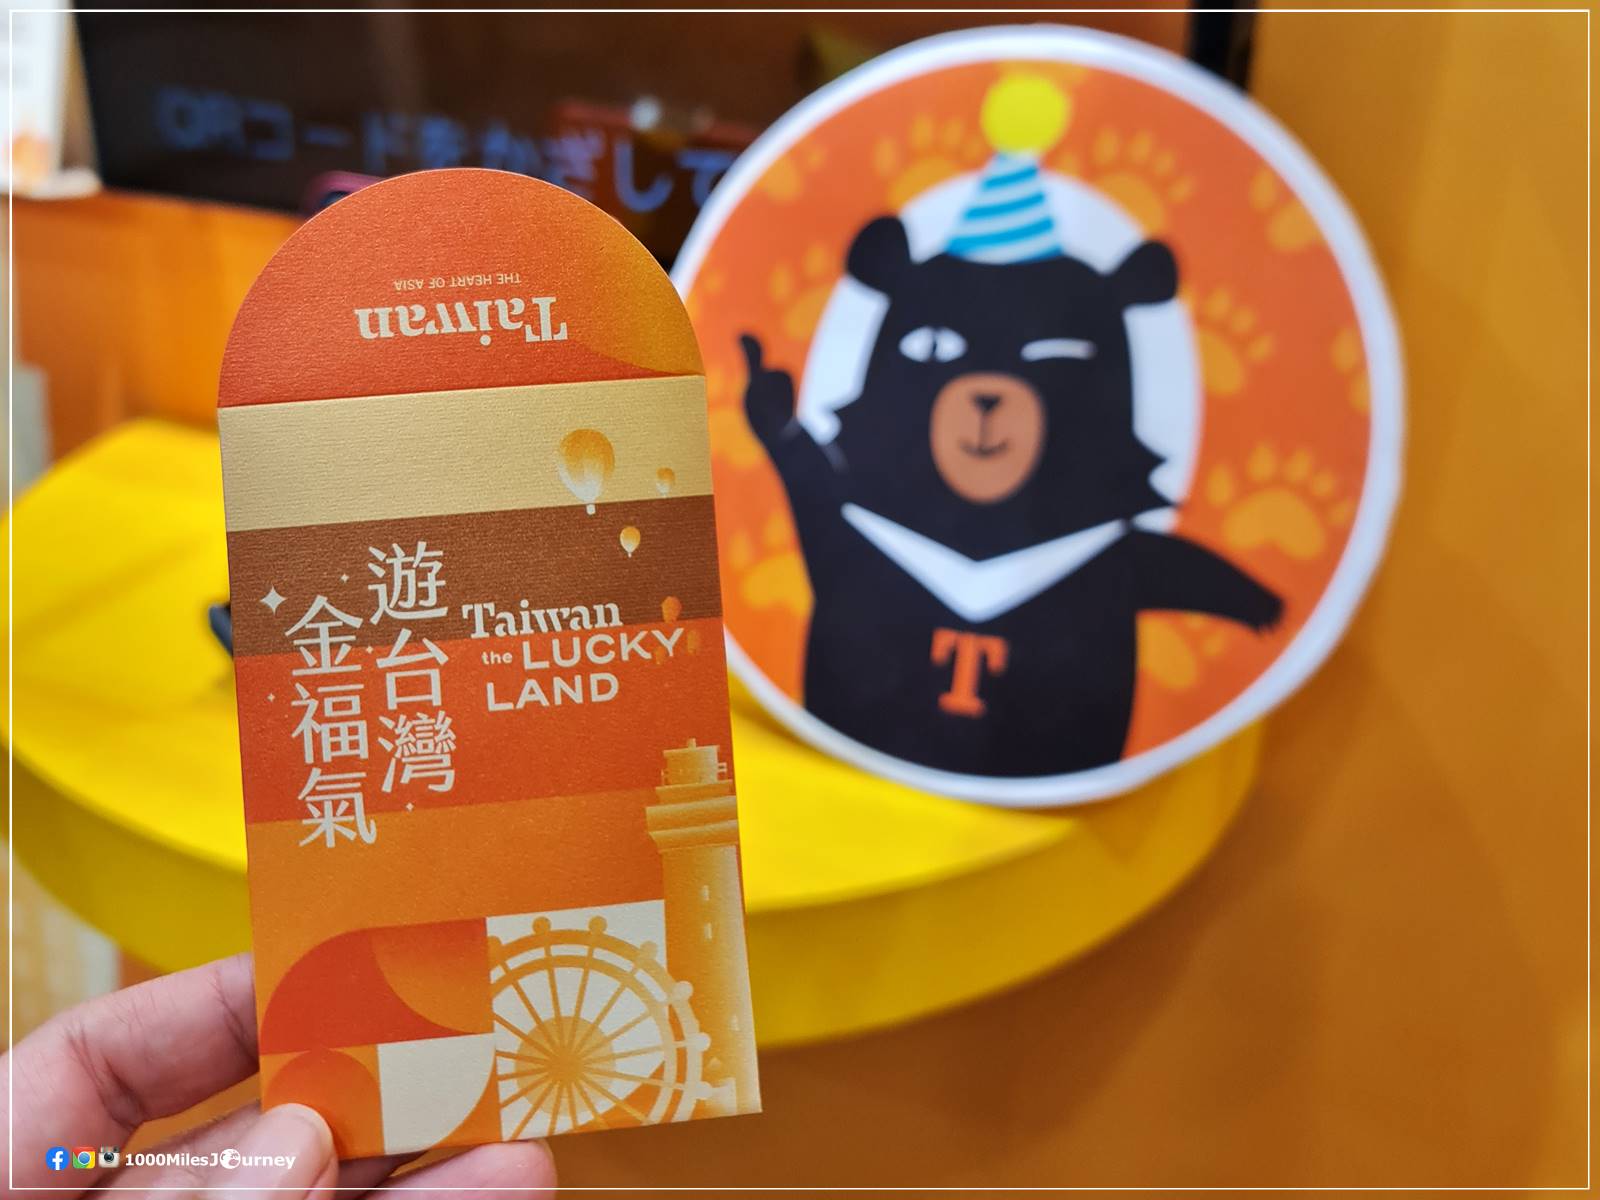 QRコードをかざして
THE HEART OF ASIA
Taiwan
遊台灣
金福氣
Taiwan
the LUCKY
LAND
T
1000MilesJourney